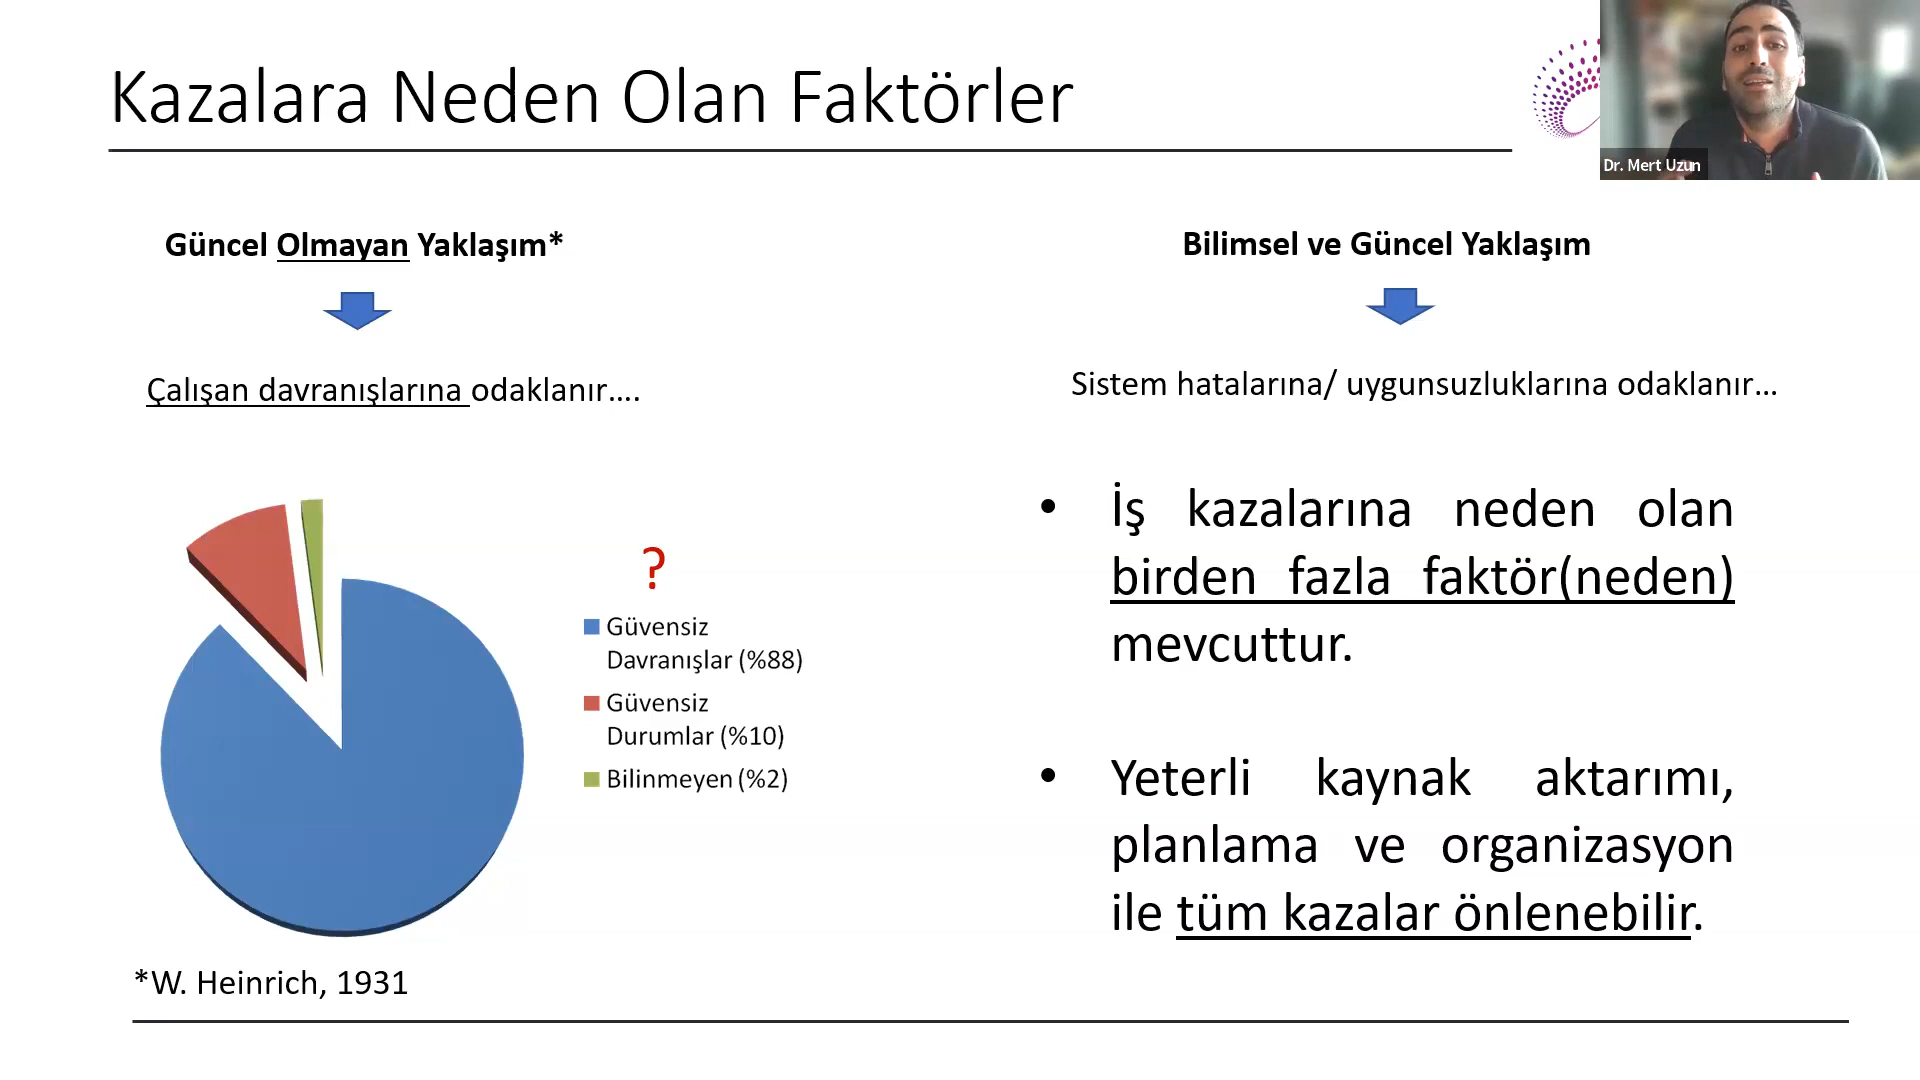 Kazalara Neden Olan Faktörler
Dr. Mert Uzun
Güncel Olmayan Yaklaşım*
Çalışan davranışlarına odaklanır....
?
Güvensiz
Davranışlar (%88)
Güvensiz
Durumlar (%10)
Bilinmeyen (%2)
*W. Heinrich, 1931
Bilimsel ve Güncel Yaklaşım
Sistem hatalarına/ uygunsuzluklarına odaklanır...
• İş kazalarına neden olan
birden fazla faktör(neden)
mevcuttur.
• Yeterli kaynak aktarımı,
planlama ve organizasyon
ile tüm kazalar önlenebilir.